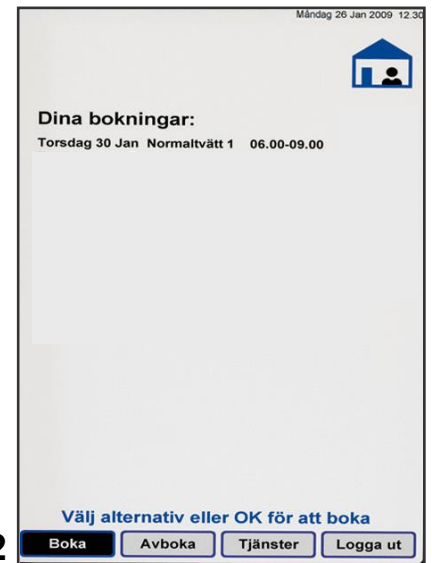 Måndag 26 Jan 2009 12.30
Dina bokningar:
Torsdag 30 Jan Normaltvätt 1 06.00-09.00
Välj alternativ eller OK för att boka
2
Boka Avboka Tjänster Logga ut